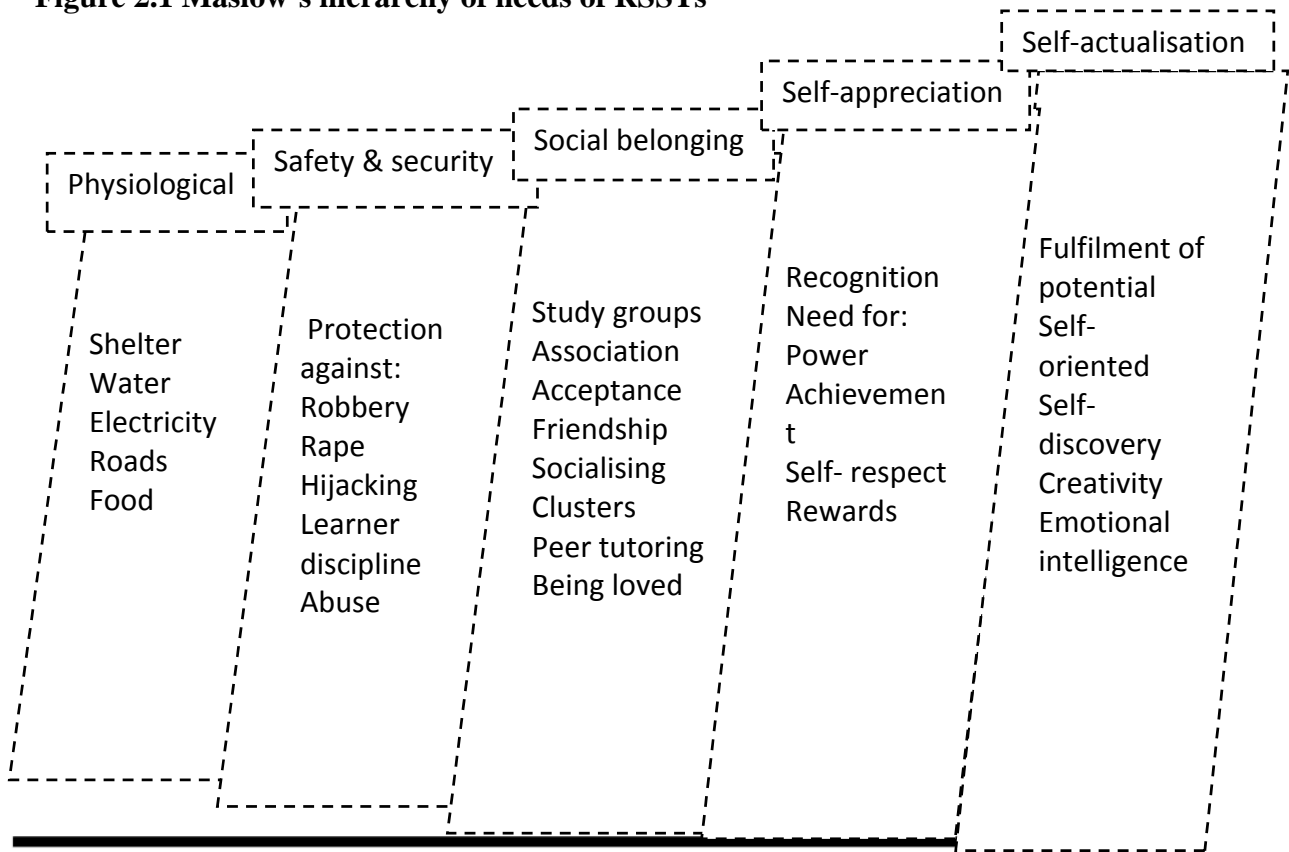 Figure 2.1 Maslow's hierarchy of needs of RSSTs
Physiological
Shelter
Water
Electricity
Roads
Food
Safety & security
Protection
against:
Robbery
Rape
Hijacking
Learner
discipline
Abuse
Social belonging
Study groups
Association
Acceptance
Friendship
Socialising
Clusters
Peer tutoring
Being loved
Self-appreciation
Recognition
Need for:
Power
Achievemen
t
Self- respect
Rewards
Self-actualisation
Fulfilment of
potential
Self-
oriented
Self-
discovery
Creativity
Emotional
intelligence